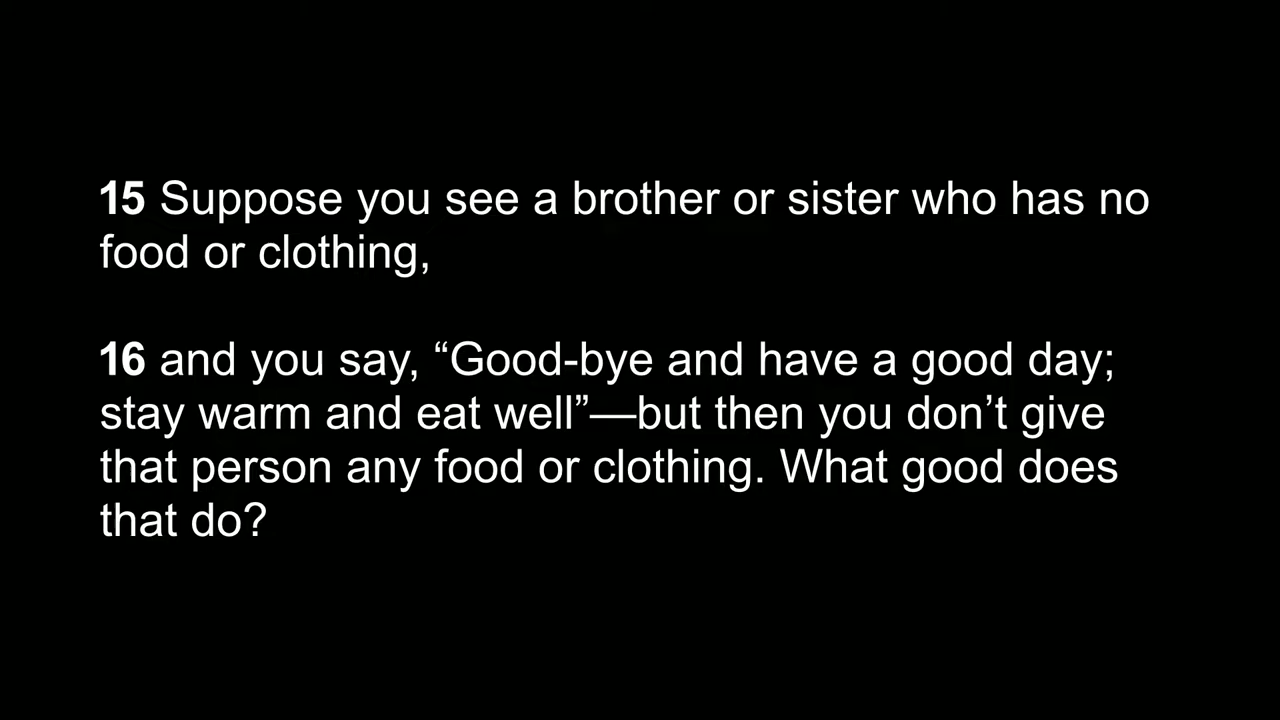 15 Suppose you see a brother or sister who has no
food or clothing,
16 and you say, “Good-bye and have a good day;
stay warm and eat well”—but then you don’t give
that person any food or clothing. What good does
that do?